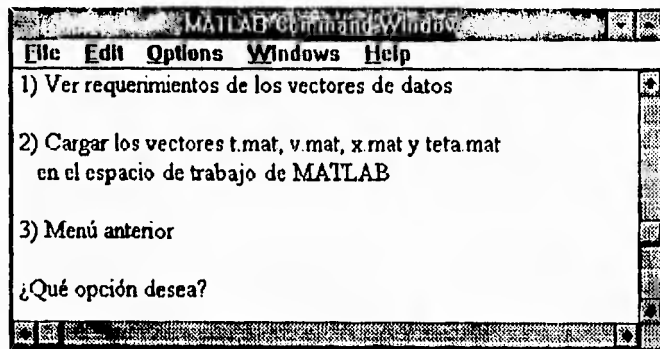 MATLAB Command Window
File Edit Options Windows Help
1) Ver requerimientos de los vectores de datos
2) Cargar los vectores t.mat, v.mat, x.mat y teta.mat
en el espacio de trabajo de MATLAB
3) Menú anterior
¿Qué opción desea?